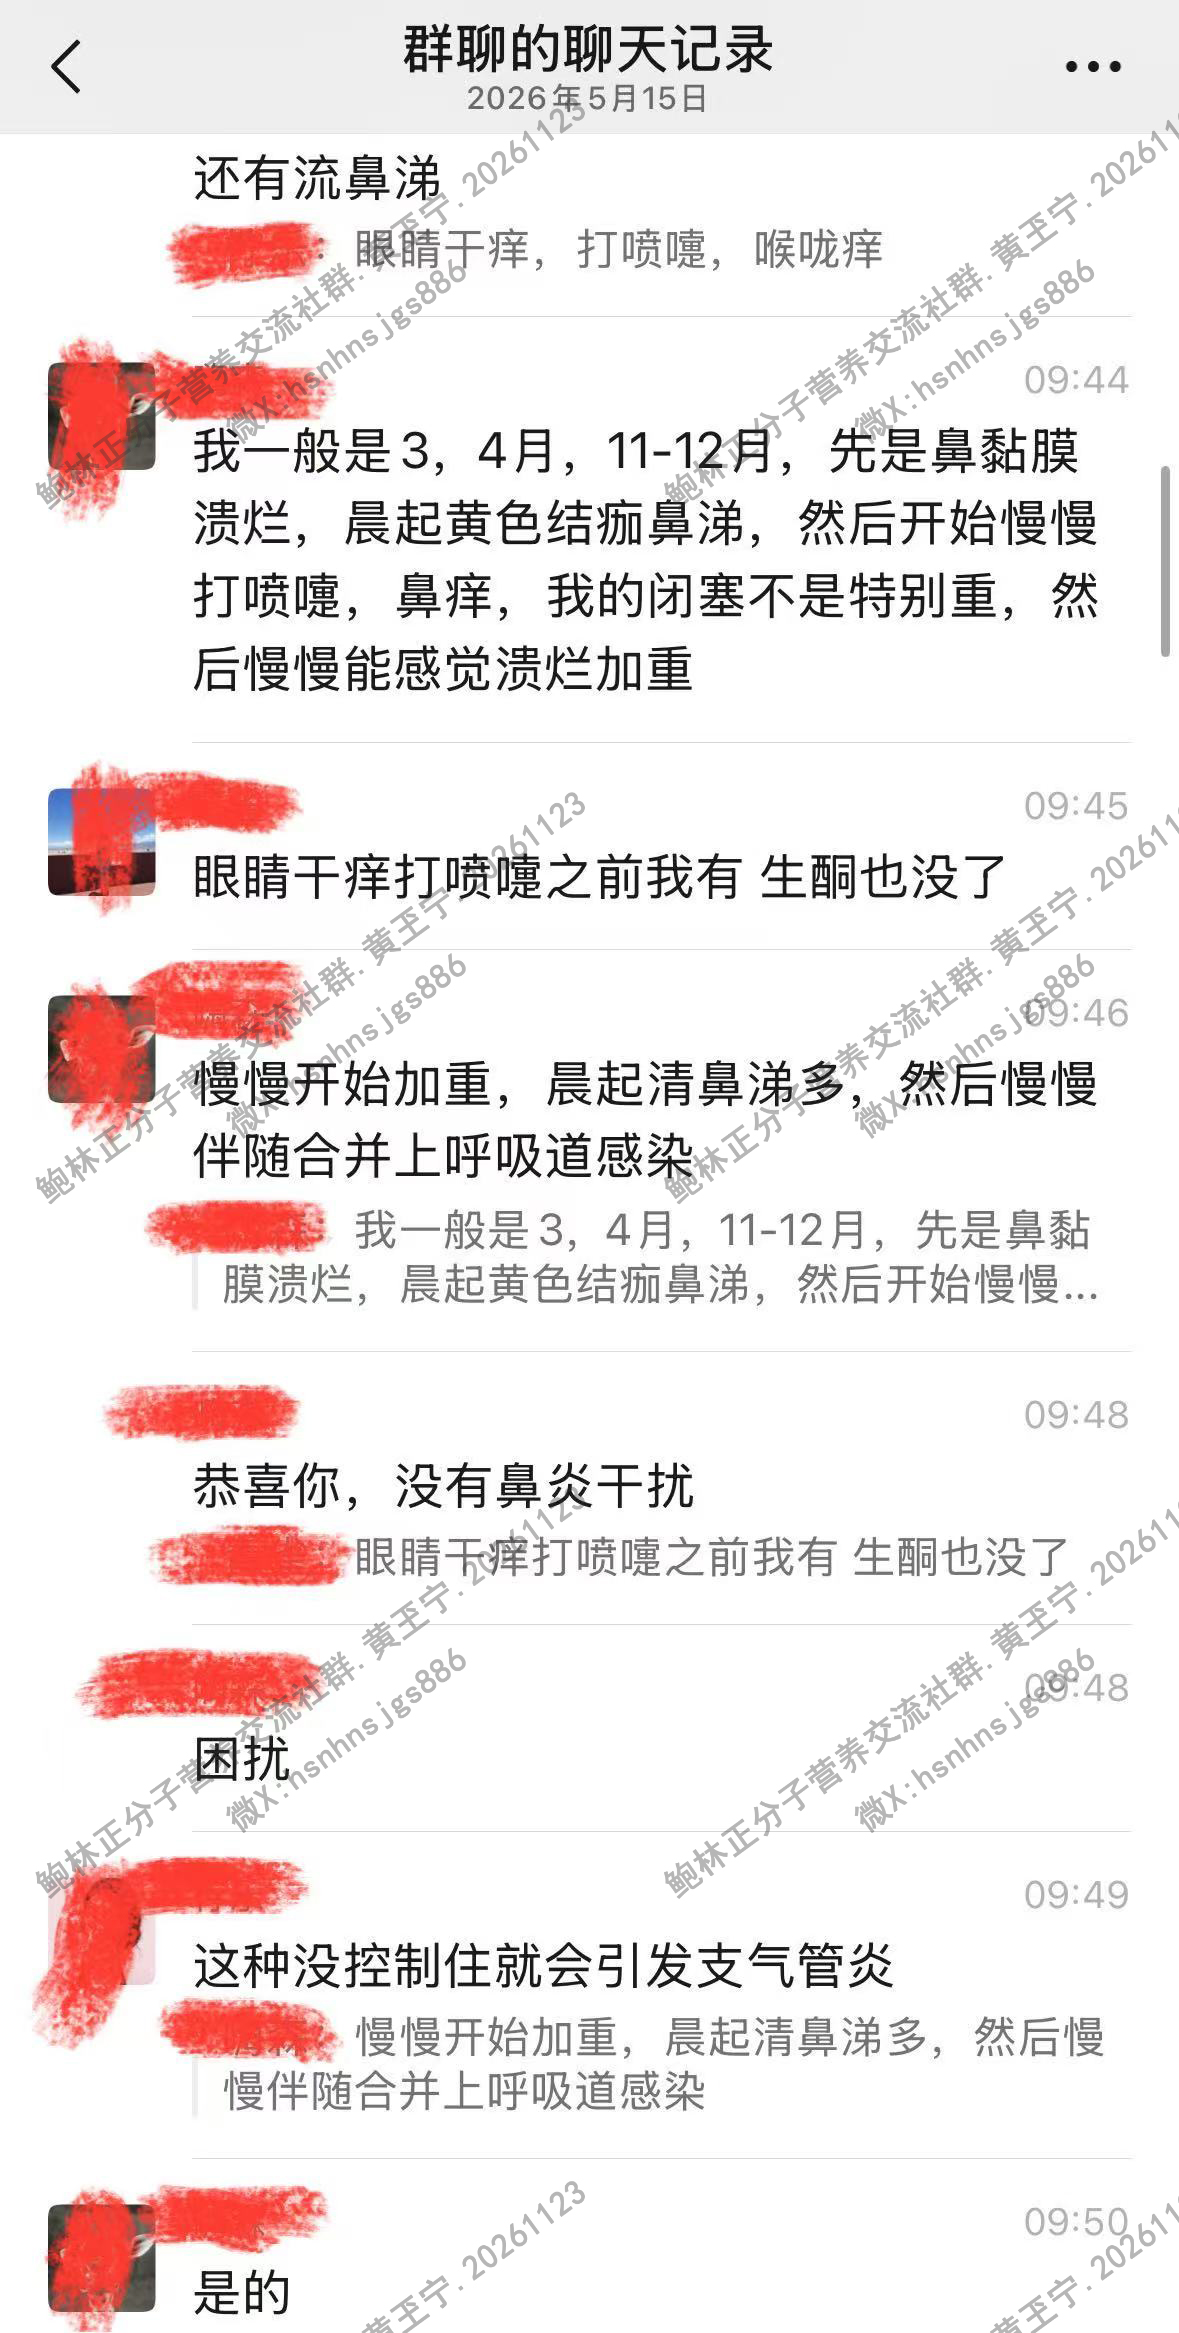 群聊的聊天记录
2026年5月15日
还有流鼻涕
眼睛干痒，打喷嚏，喉咙痒
09:44
我一般是3，4月，11-12月，先是鼻黏膜
溃烂，晨起黄色结痂鼻涕，然后开始慢慢
打喷嚏，鼻痒，我的闭塞不是特别重，然
后慢慢能感觉溃烂加重
09:45
眼睛干痒打喷嚏之前我有 生酮也没了
09:46
慢慢开始加重，晨起清鼻涕多，然后慢慢
伴随合并上呼吸道感染
我一般是3，4月，11-12月，先是鼻黏
膜溃烂，晨起黄色结痂鼻涕，然后开始慢慢...
09:48
恭喜你，没有鼻炎干扰
眼睛干痒打喷嚏之前我有 生酮也没了
09:48
困扰
09:49
这种没控制住就会引发支气管炎
慢慢开始加重，晨起清鼻涕多，然后慢
慢伴随合并上呼吸道感染
09:50
是的
鲍林正分子营养交流社群.黄玊宁.20261123
微X:hsnhnsjgs886